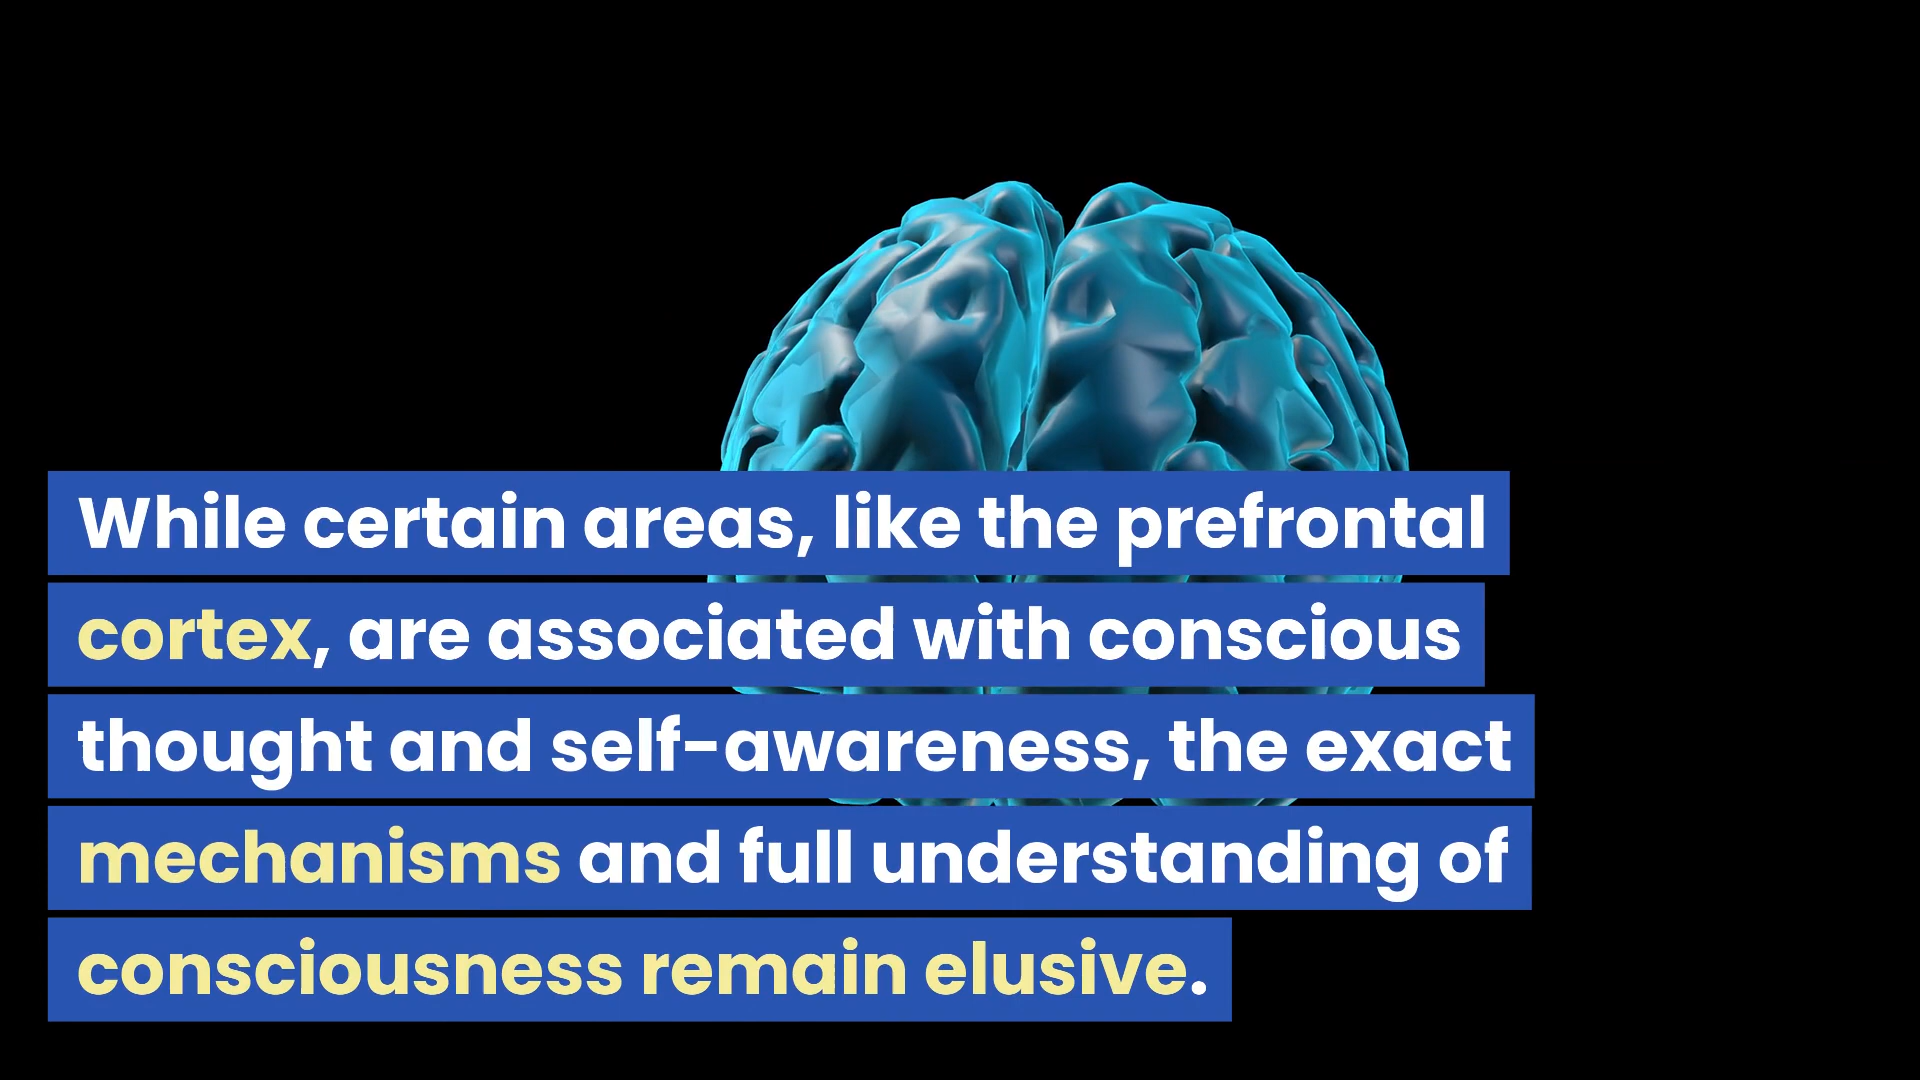 While certain areas, like the prefrontal
cortex, are associated with conscious
thought and self-awareness, the exact
mechanisms and full understanding of
consciousness remain elusive.